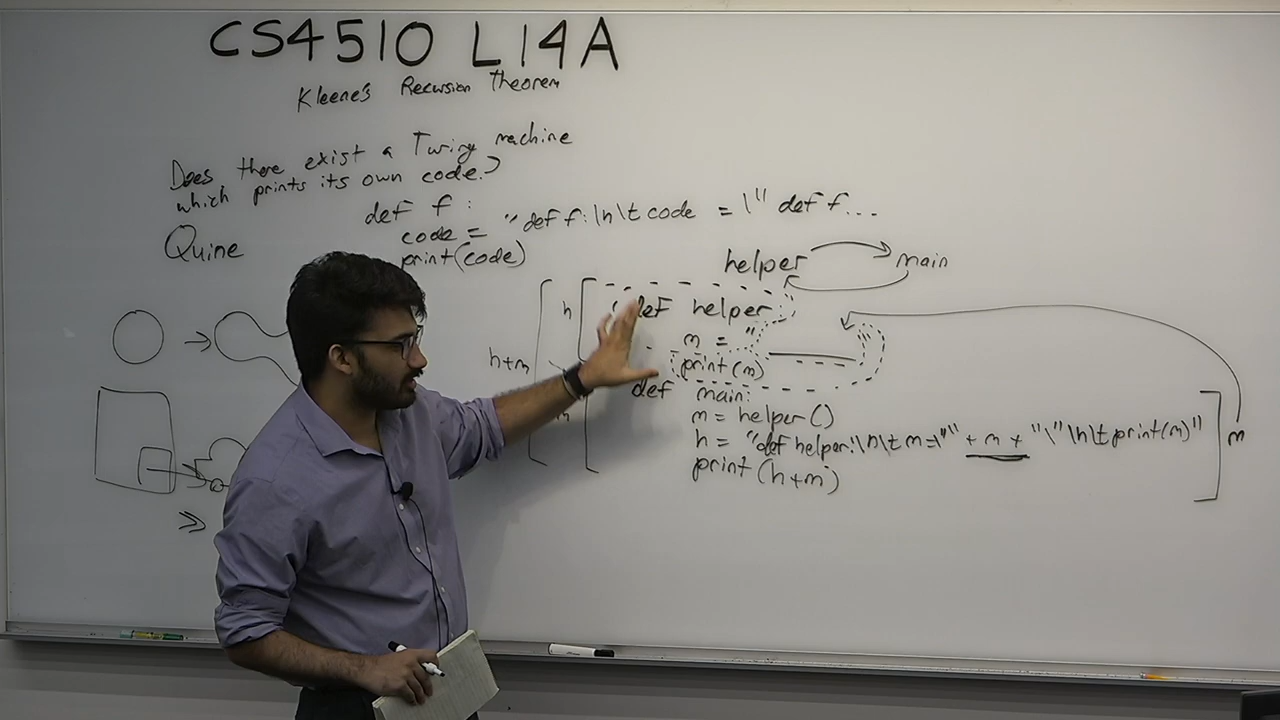 CS4510 L14A
Kleene's Recursion Theorem
Does there exist a Turing machine
which prints its own code?
def f:
code = "def f:\n\t code = \" def f...
print(code)
Quine
helper main
h
def helper
m = "
"
print(m)
h+m
def main:
m
m = helper()
h = "def helper:\n\t m=\"" + m + "\"\n\t print(m)"
m
print(h+m)